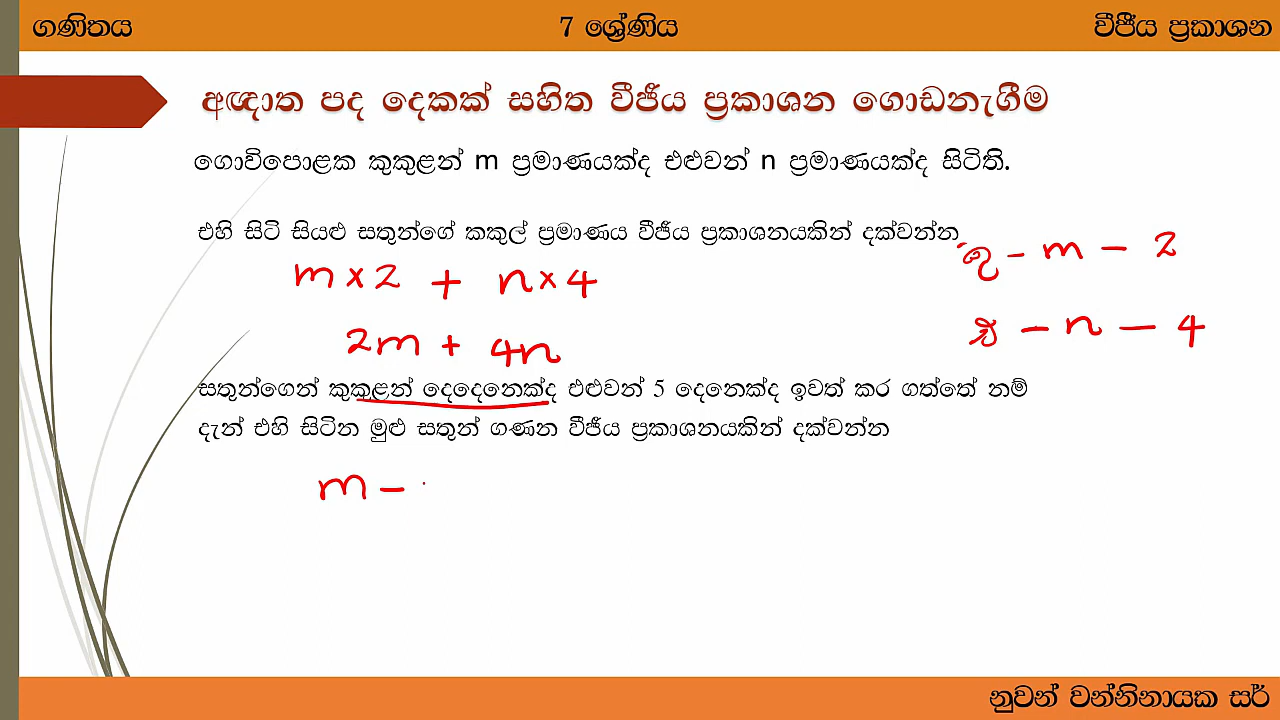 ගණිතය 7 ශ්‍රේණිය වීජීය ප්‍රකාශන
අඥාත පද දෙකක් සහිත වීජීය ප්‍රකාශන ගොඩනැගීම
ගොවිපොළක කුකුළන් m ප්‍රමාණයක්ද එළුවන් n ප්‍රමාණයක්ද සිටිති.
එහි සිටි සියළු සතුන්ගේ කකුල් ප්‍රමාණය වීජීය ප්‍රකාශනයකින් දක්වන්න
කු - m - 2
m × 2 + n × 4
එ - n - 4
2m + 4n
සතුන්ගෙන් කුකුළන් දෙදෙනෙක්ද එළුවන් 5 දෙනෙක්ද ඉවත් කර ගත්තේ නම්
දැන් එහි සිටින මුළු සතුන් ගණන වීජීය ප්‍රකාශනයකින් දක්වන්න
m -
නුවන් වන්නිනායක සර්